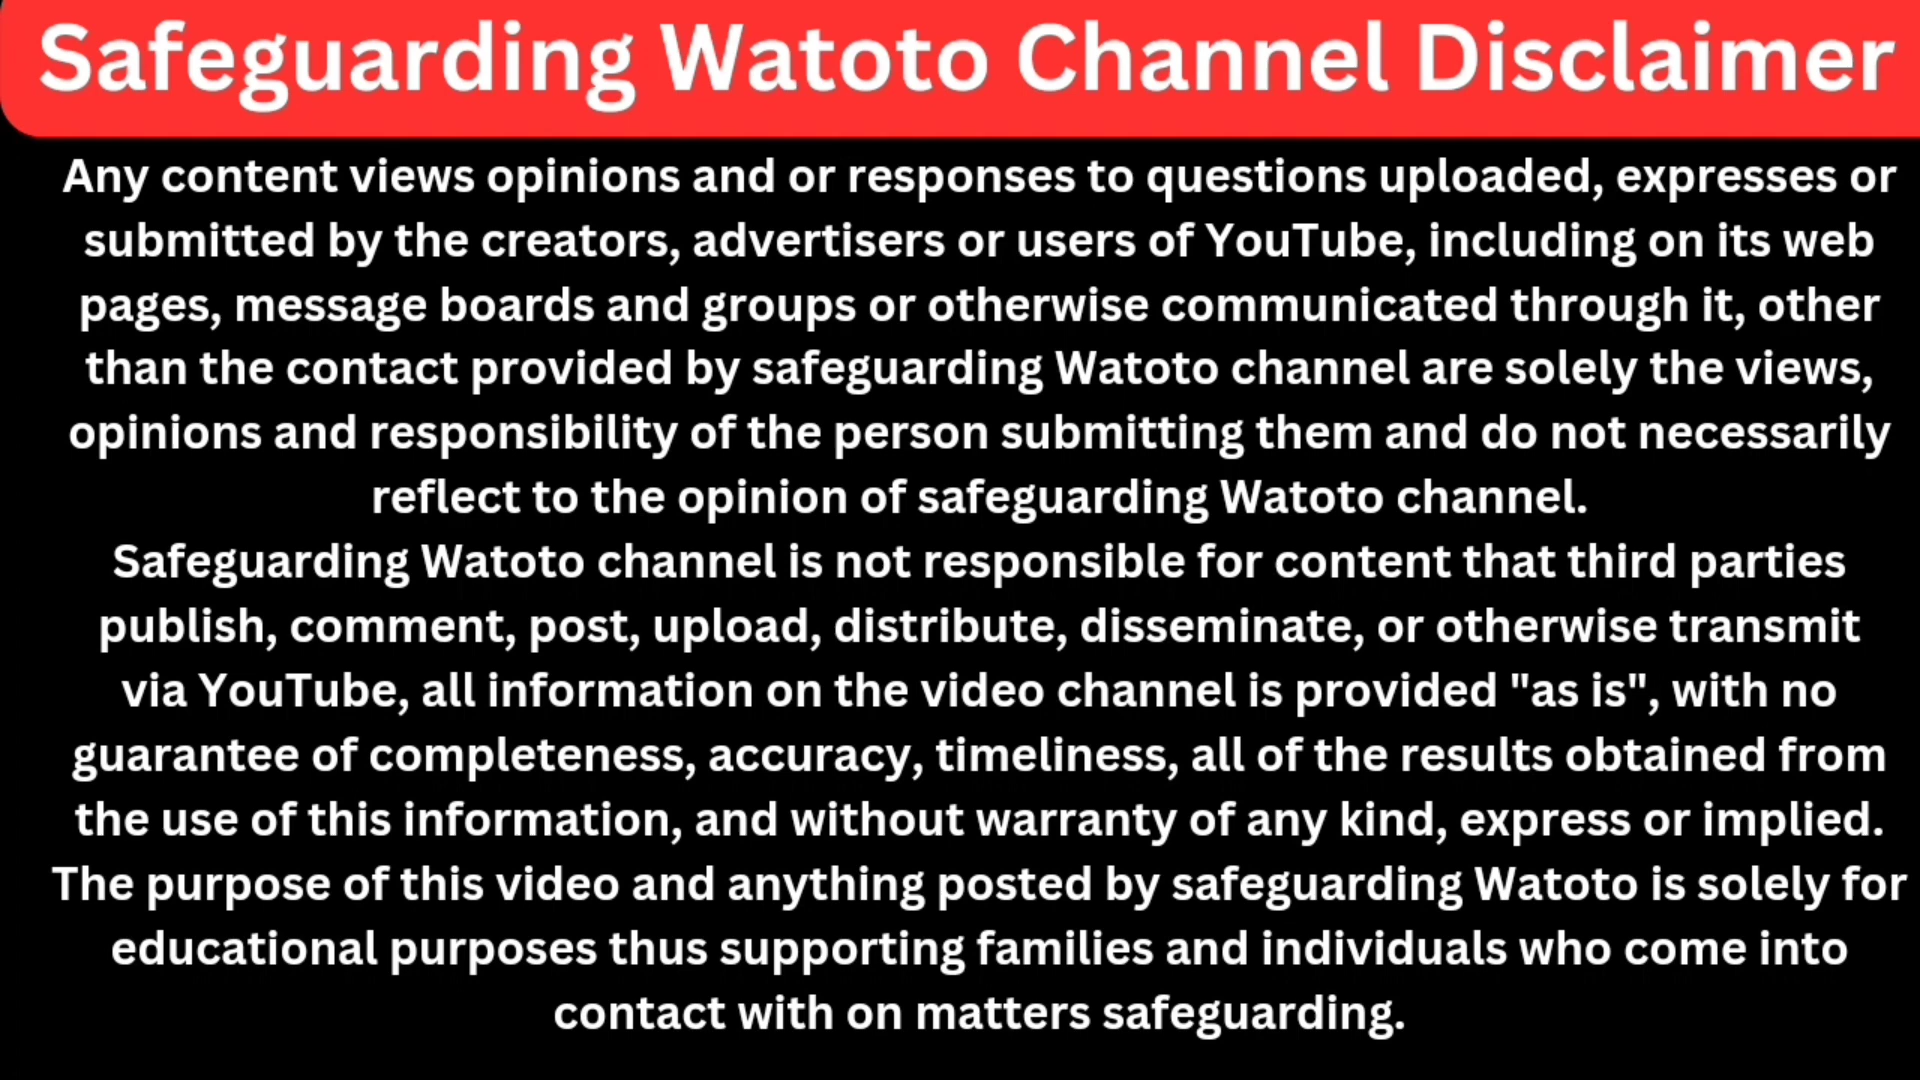 Safeguarding Watoto Channel Disclaimer
Any content views opinions and or responses to questions uploaded, expresses or
submitted by the creators, advertisers or users of YouTube, including on its web
pages, message boards and groups or otherwise communicated through it, other
than the contact provided by safeguarding Watoto channel are solely the views,
opinions and responsibility of the person submitting them and do not necessarily
reflect to the opinion of safeguarding Watoto channel.
Safeguarding Watoto channel is not responsible for content that third parties
publish, comment, post, upload, distribute, disseminate, or otherwise transmit
via YouTube, all information on the video channel is provided "as is", with no
guarantee of completeness, accuracy, timeliness, all of the results obtained from
the use of this information, and without warranty of any kind, express or implied.
The purpose of this video and anything posted by safeguarding Watoto is solely for
educational purposes thus supporting families and individuals who come into
contact with on matters safeguarding.